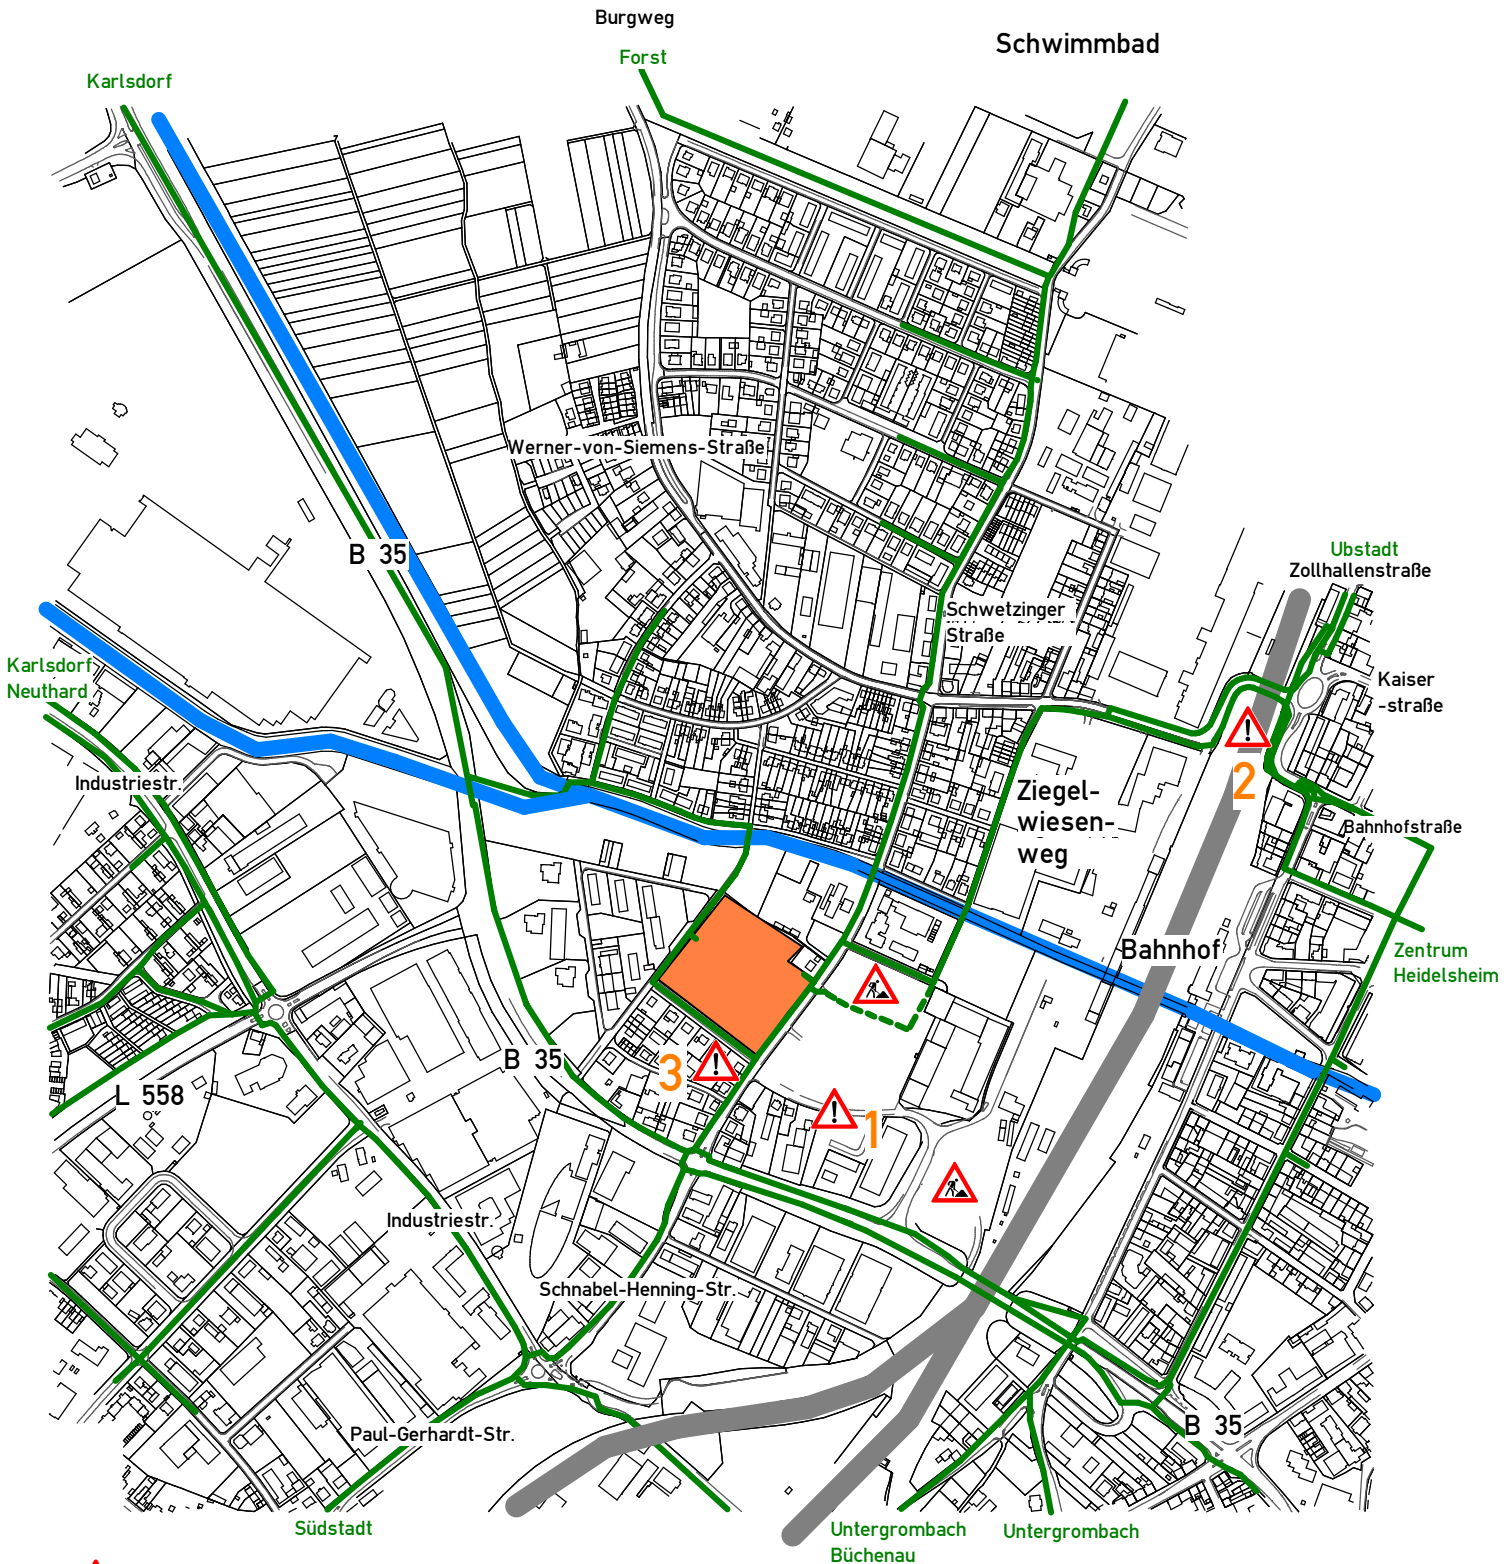 Burgweg
Forst
Schwimmbad
Karlsdorf
Werner-von-Siemens-Straße
B 35
Ubstadt
Zollhallenstraße
Schwetzinger
Straße
Karlsdorf
Neuthard
Kaiser
-straße
Industriestr.
Ziegel-
wiesen-
weg
2
Bahnhofstraße
Bahnhof
Zentrum
Heidelsheim
B 35
3
L 558
1
Industriestr.
Schnabel-Henning-Str.
Paul-Gerhardt-Str.
B 35
Südstadt
Untergrombach
Büchenau
Untergrombach